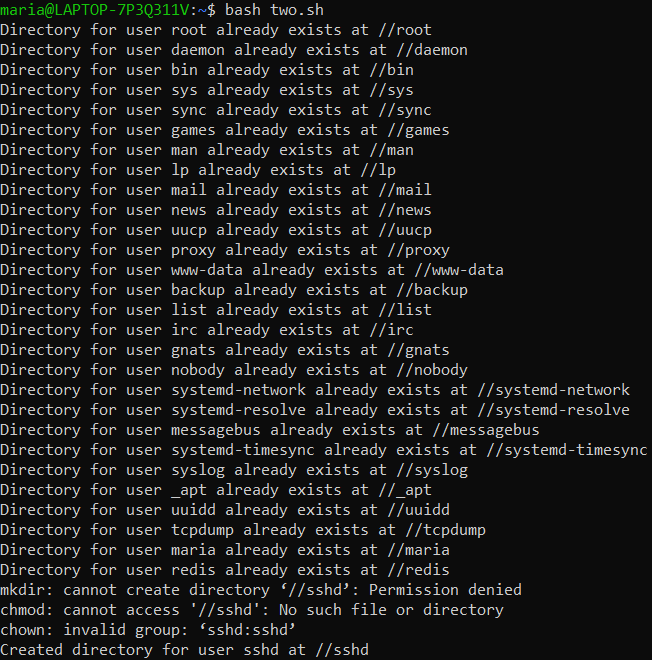 maria@LAPTOP-7P3Q311V:~$ bash two.sh
Directory for user root already exists at //root
Directory for user daemon already exists at //daemon
Directory for user bin already exists at //bin
Directory for user sys already exists at //sys
Directory for user sync already exists at //sync
Directory for user games already exists at //games
Directory for user man already exists at //man
Directory for user lp already exists at //lp
Directory for user mail already exists at //mail
Directory for user news already exists at //news
Directory for user uucp already exists at //uucp
Directory for user proxy already exists at //proxy
Directory for user www-data already exists at //www-data
Directory for user backup already exists at //backup
Directory for user list already exists at //list
Directory for user irc already exists at //irc
Directory for user gnats already exists at //gnats
Directory for user nobody already exists at //nobody
Directory for user systemd-network already exists at //systemd-network
Directory for user systemd-resolve already exists at //systemd-resolve
Directory for user messagebus already exists at //messagebus
Directory for user systemd-timesync already exists at //systemd-timesync
Directory for user syslog already exists at //syslog
Directory for user _apt already exists at //_apt
Directory for user uuidd already exists at //uuidd
Directory for user tcpdump already exists at //tcpdump
Directory for user maria already exists at //maria
Directory for user redis already exists at //redis
mkdir: cannot create directory ‘//sshd’: Permission denied
chmod: cannot access '//sshd': No such file or directory
chown: invalid group: ‘sshd:sshd’
Created directory for user sshd at //sshd